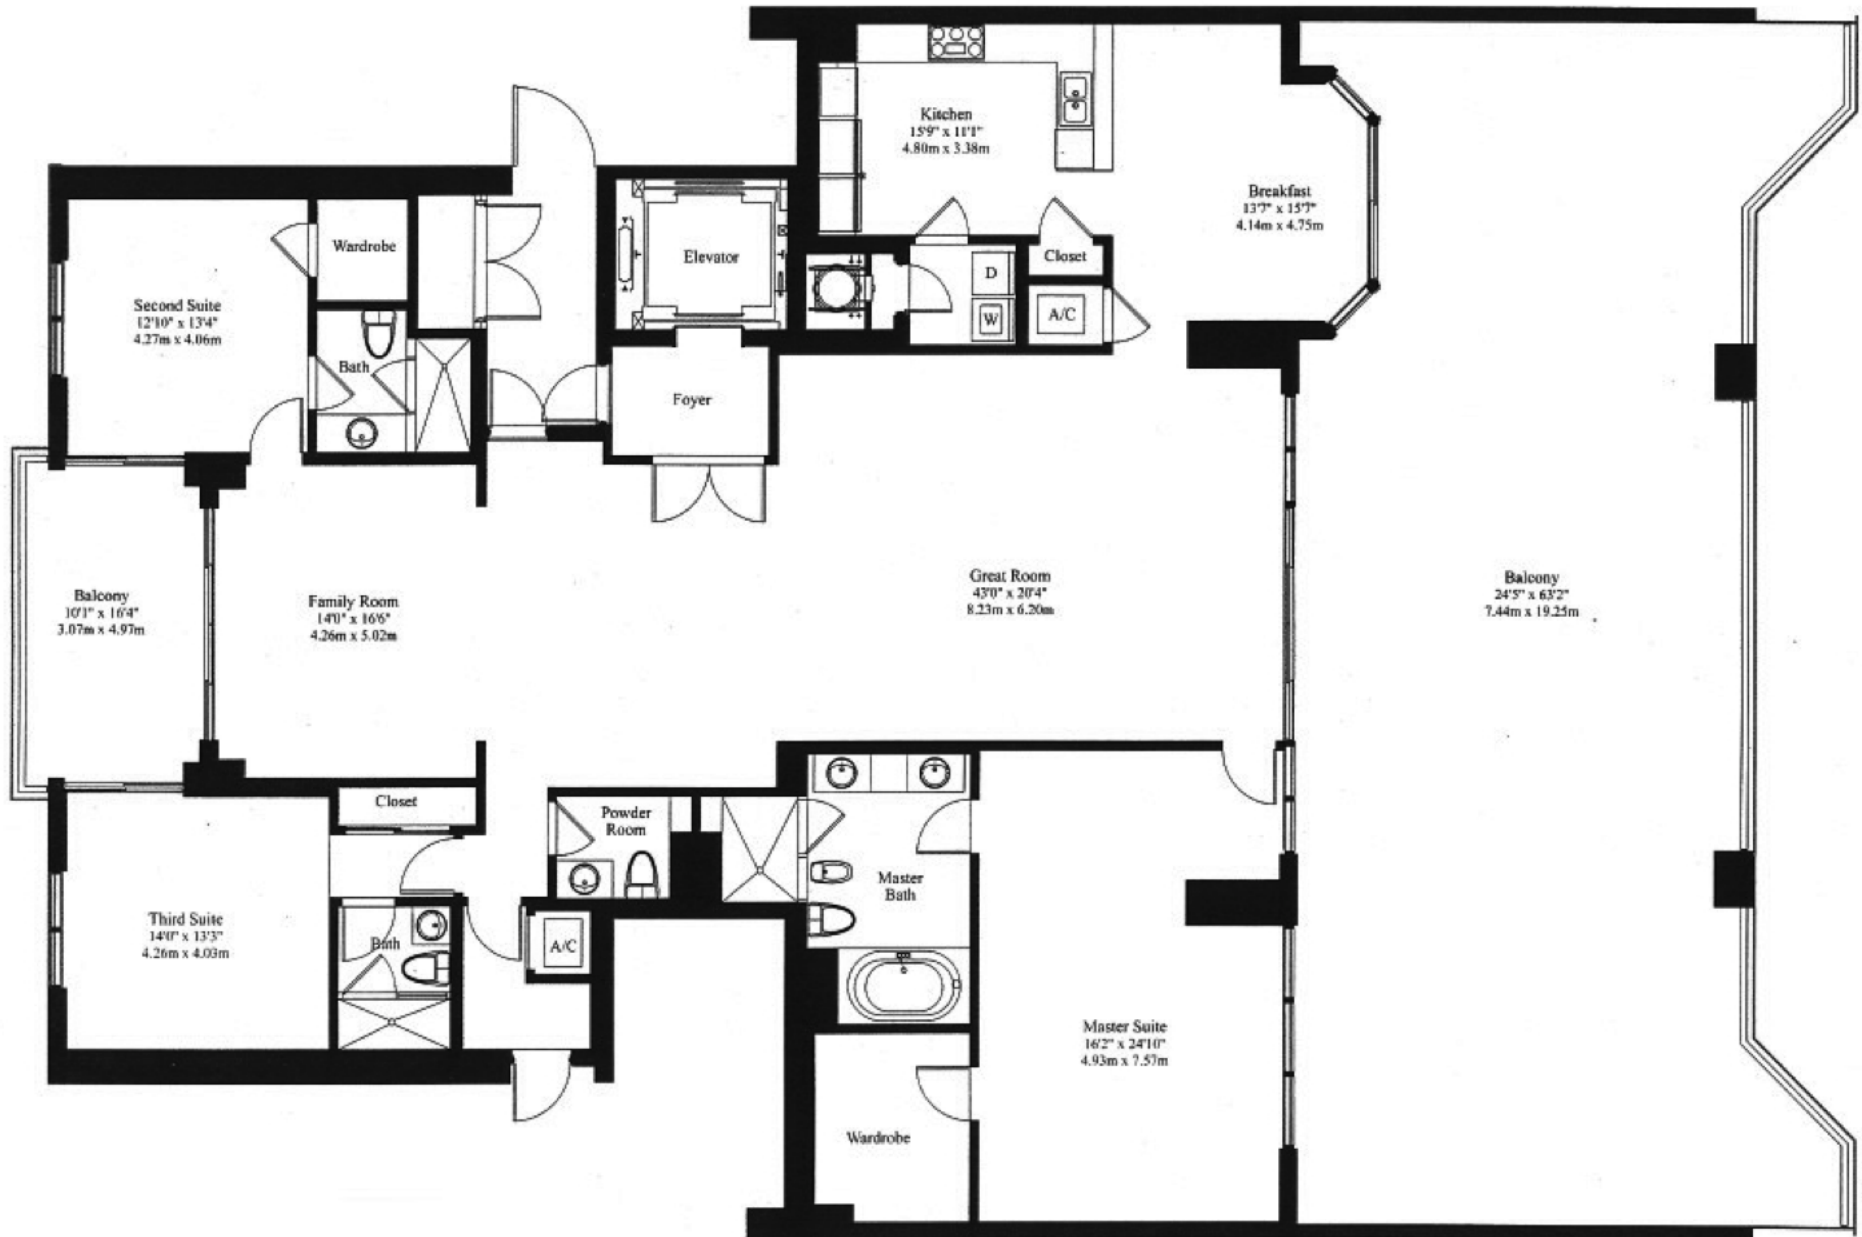 Kitchen
15'9" x 11'1"
4.80m x 3.38m
Breakfast
13'7" x 15'7"
4.14m x 4.75m
Wardrobe
Elevator
Closet
D
W
A/C
Second Suite
12'10" x 13'4"
4.27m x 4.06m
Bath
Foyer
Balcony
10'1" x 16'4"
3.07m x 4.97m
Family Room
14'0" x 16'6"
4.26m x 5.02m
Great Room
43'0" x 20'4"
8.23m x 6.20m
Balcony
24'5" x 63'2"
7.44m x 19.25m
Closet
Powder
Room
Master
Bath
Third Suite
14'0" x 13'3"
4.26m x 4.03m
Bath
A/C
Master Suite
16'2" x 24'10"
4.93m x 7.57m
Wardrobe